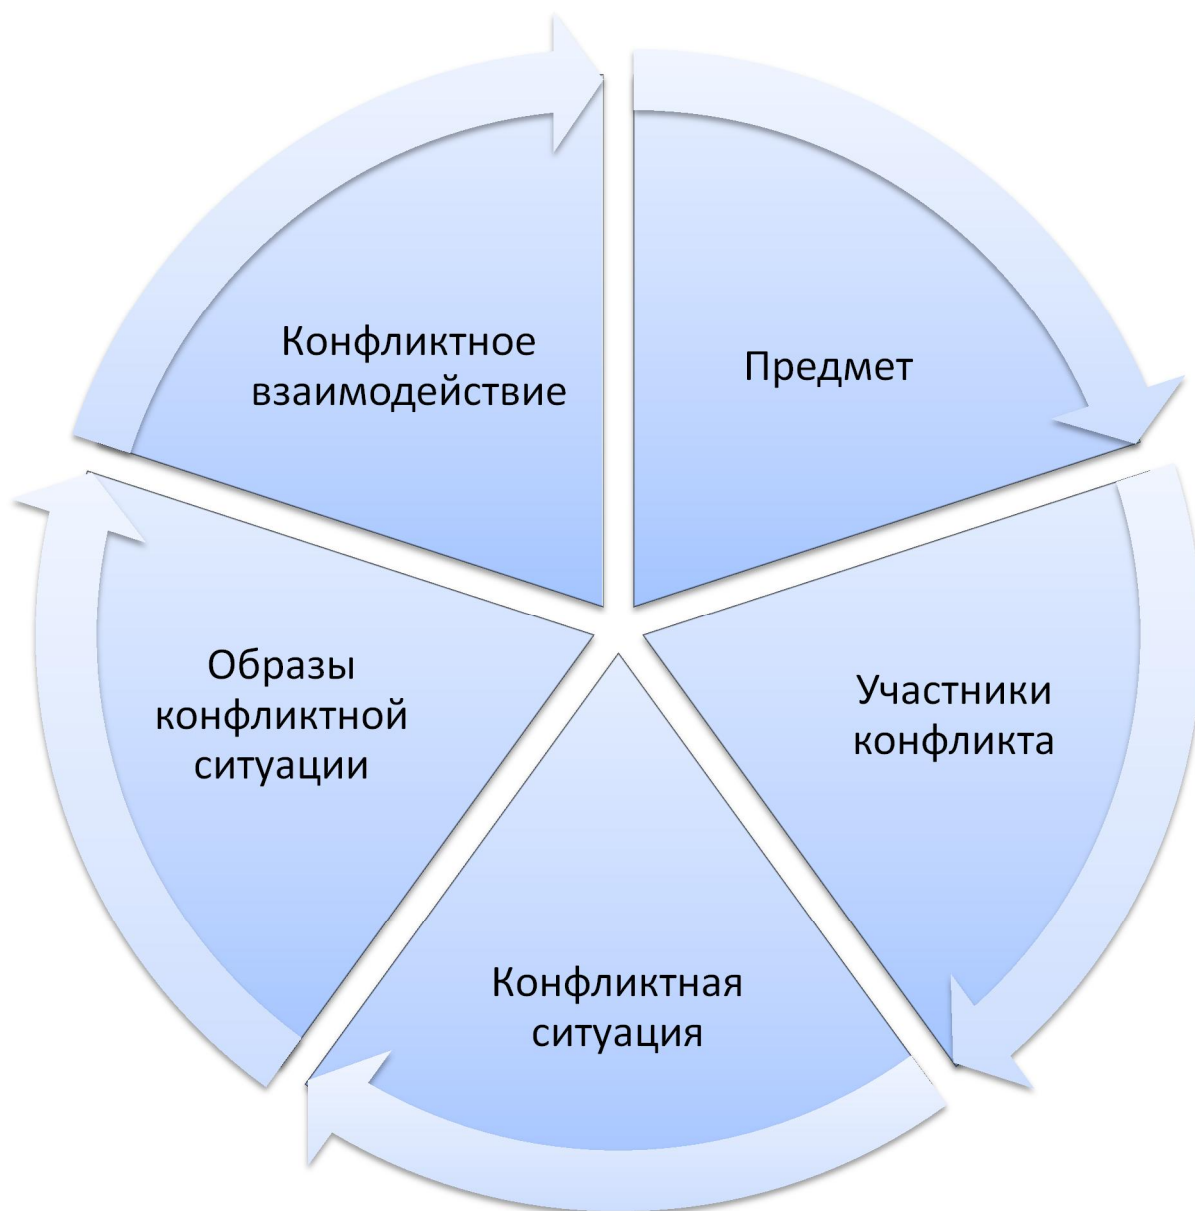 Предмет
Участники
конфликта
Конфликтная
ситуация
Образы
конфликтной
ситуации
Конфликтное
взаимодействие